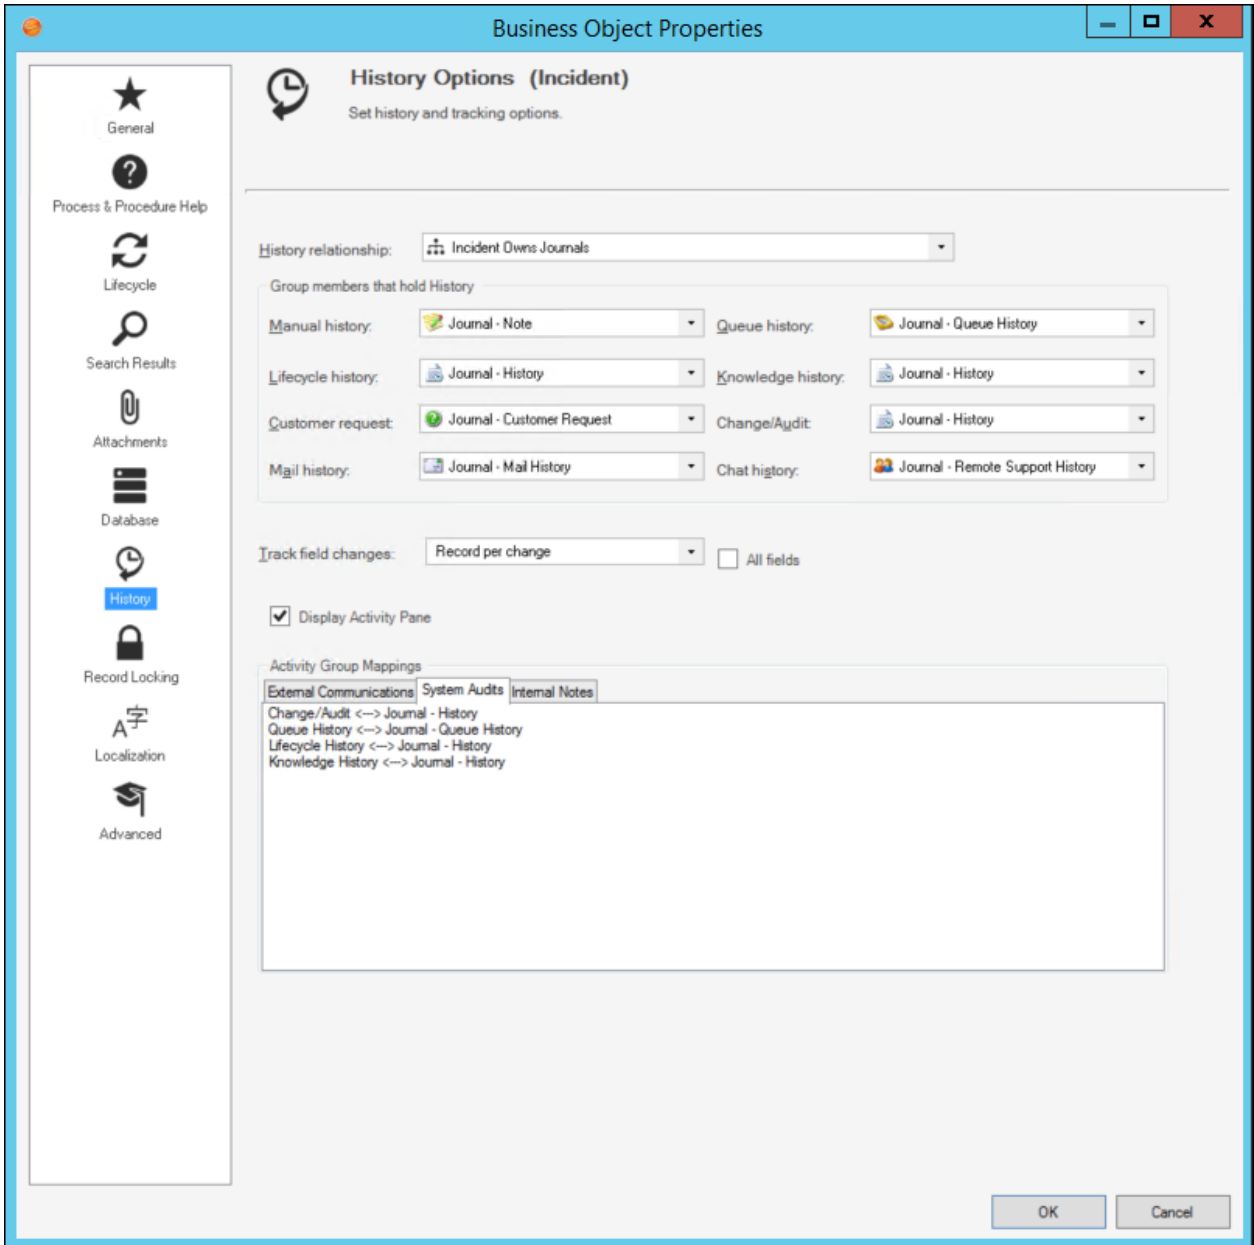 Business Object Properties
General
Process & Procedure Help
Lifecycle
Search Results
Attachments
Database
History
Record Locking
A字
Localization
Advanced
History Options (Incident)
Set history and tracking options.
History relationship: Incident Owns Journals
Group members that hold History
Manual history: Journal - Note Queue history: Journal - Queue History
Lifecycle history: Journal - History Knowledge history: Journal - History
Customer request: Journal - Customer Request Change/Audit: Journal - History
Mail history: Journal - Mail History Chat history: Journal - Remote Support History
Track field changes: Record per change All fields
Display Activity Pane
Activity Group Mappings
External Communications System Audits Internal Notes
Change/Audit <---> Journal - History
Queue History <---> Journal - Queue History
Lifecycle History <---> Journal - History
Knowledge History <---> Journal - History
OK Cancel